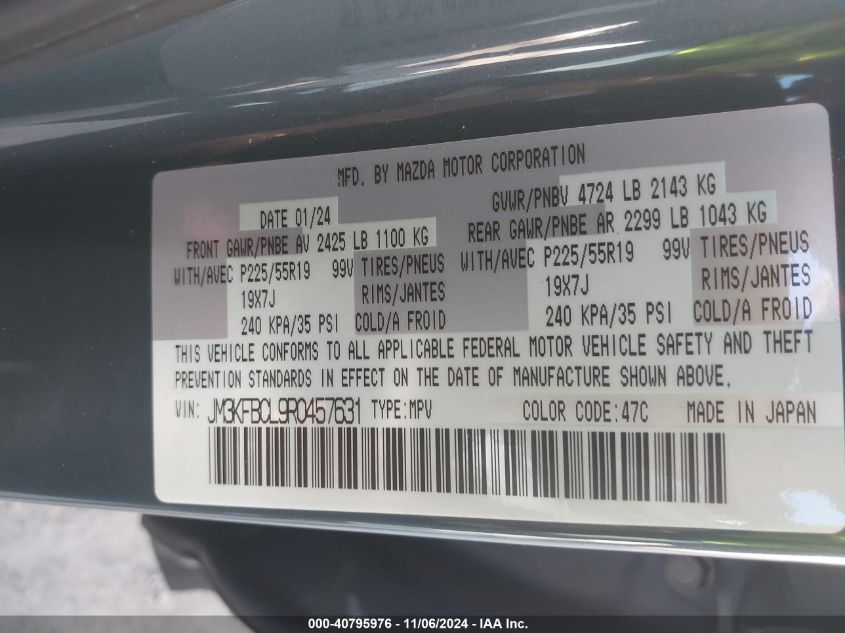 MFD. BY MAZDA MOTOR CORPORATION
DATE 01/24 GVWR/PNBV 4724 LB 2143 KG
FRONT GAWR/PNBE AV 2425 LB 1100 KG REAR GAWR/PNBE AR 2299 LB 1043 KG
WITH/AVEC P225/55R19 99V TIRES/PNEUS WITH/AVEC P225/55R19 99V TIRES/PNEUS
19X7J RIMS/JANTES 19X7J RIMS/JANTES
240 KPA/35 PSI COLD/A FROID 240 KPA/35 PSI COLD/A FROID
THIS VEHICLE CONFORMS TO ALL APPLICABLE FEDERAL MOTOR VEHICLE SAFETY AND THEFT
PREVENTION STANDARDS IN EFFECT ON THE DATE OF MANUFACTURE SHOWN ABOVE.
VIN: JM3KFBCL9R0457631 TYPE:MPV COLOR CODE:47C MADE IN JAPAN
000-40795976 - 11/06/2024 - IAA Inc.